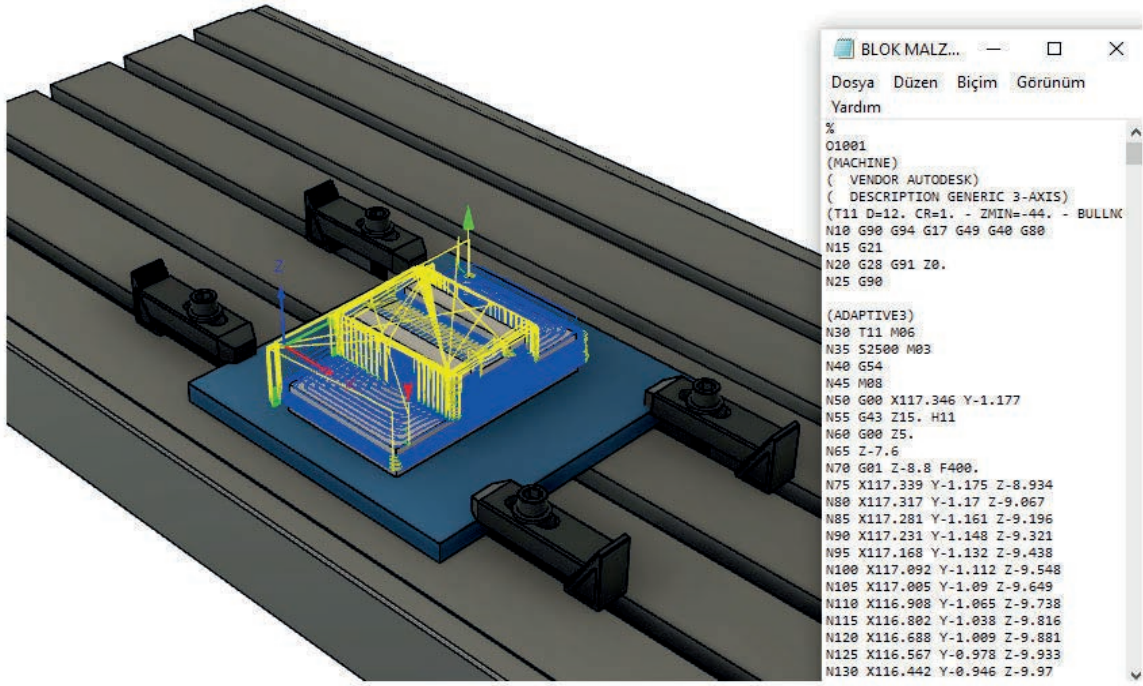 BLOK MALZ...
Dosya Düzen Biçim Görünüm
Yardım
%
O1001
(MACHINE)
(  VENDOR AUTODESK)
(  DESCRIPTION GENERIC 3-AXIS)
(T11 D=12. CR=1. - ZMIN=-44. - BULLNO
N10 G90 G94 G17 G49 G40 G80
N15 G21
N20 G28 G91 Z0.
N25 G90
(ADAPTIVE3)
N30 T11 M06
N35 S2500 M03
N40 G54
N45 M08
N50 G00 X117.346 Y-1.177
N55 G43 Z15. H11
N60 G00 Z5.
N65 Z-7.6
N70 G01 Z-8.8 F400.
N75 X117.339 Y-1.175 Z-8.934
N80 X117.317 Y-1.17 Z-9.067
N85 X117.281 Y-1.161 Z-9.196
N90 X117.231 Y-1.148 Z-9.321
N95 X117.168 Y-1.132 Z-9.438
N100 X117.092 Y-1.112 Z-9.548
N105 X117.005 Y-1.09 Z-9.649
N110 X116.908 Y-1.065 Z-9.738
N115 X116.802 Y-1.038 Z-9.816
N120 X116.688 Y-1.009 Z-9.881
N125 X116.567 Y-0.978 Z-9.933
N130 X116.442 Y-0.946 Z-9.97
Z